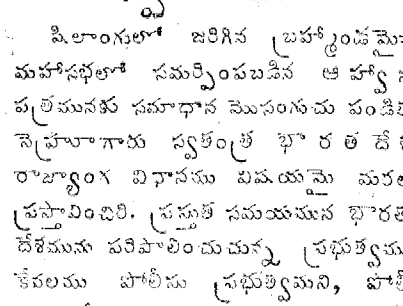 షిలాంగులో జరిగిన బ్రహ్మాండమై
మహాసభలో సమర్పింపబడిన ఆహ్వా
పత్రమునకు సమాధాన మొసంగుచు పండి
నెహ్రూగారు స్వతంత్ర భారత దే
రాజ్యాంగ విధానము విషయమై మర
ప్రస్తావించిరి. ప్రస్తుత సమయమున భారత
దేశమును పరిపాలించుచున్న ప్రభుత్వము
కేవలము పోలీసు ప్రభుత్వమని, పో